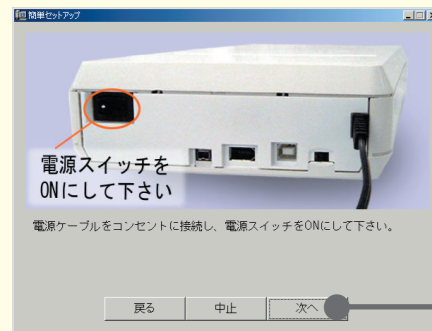 簡単セットアップ
電源スイッチを
ONにして下さい
電源ケーブルをコンセントに接続し、電源スイッチをONにして下さい。
戻る
中止
次へ